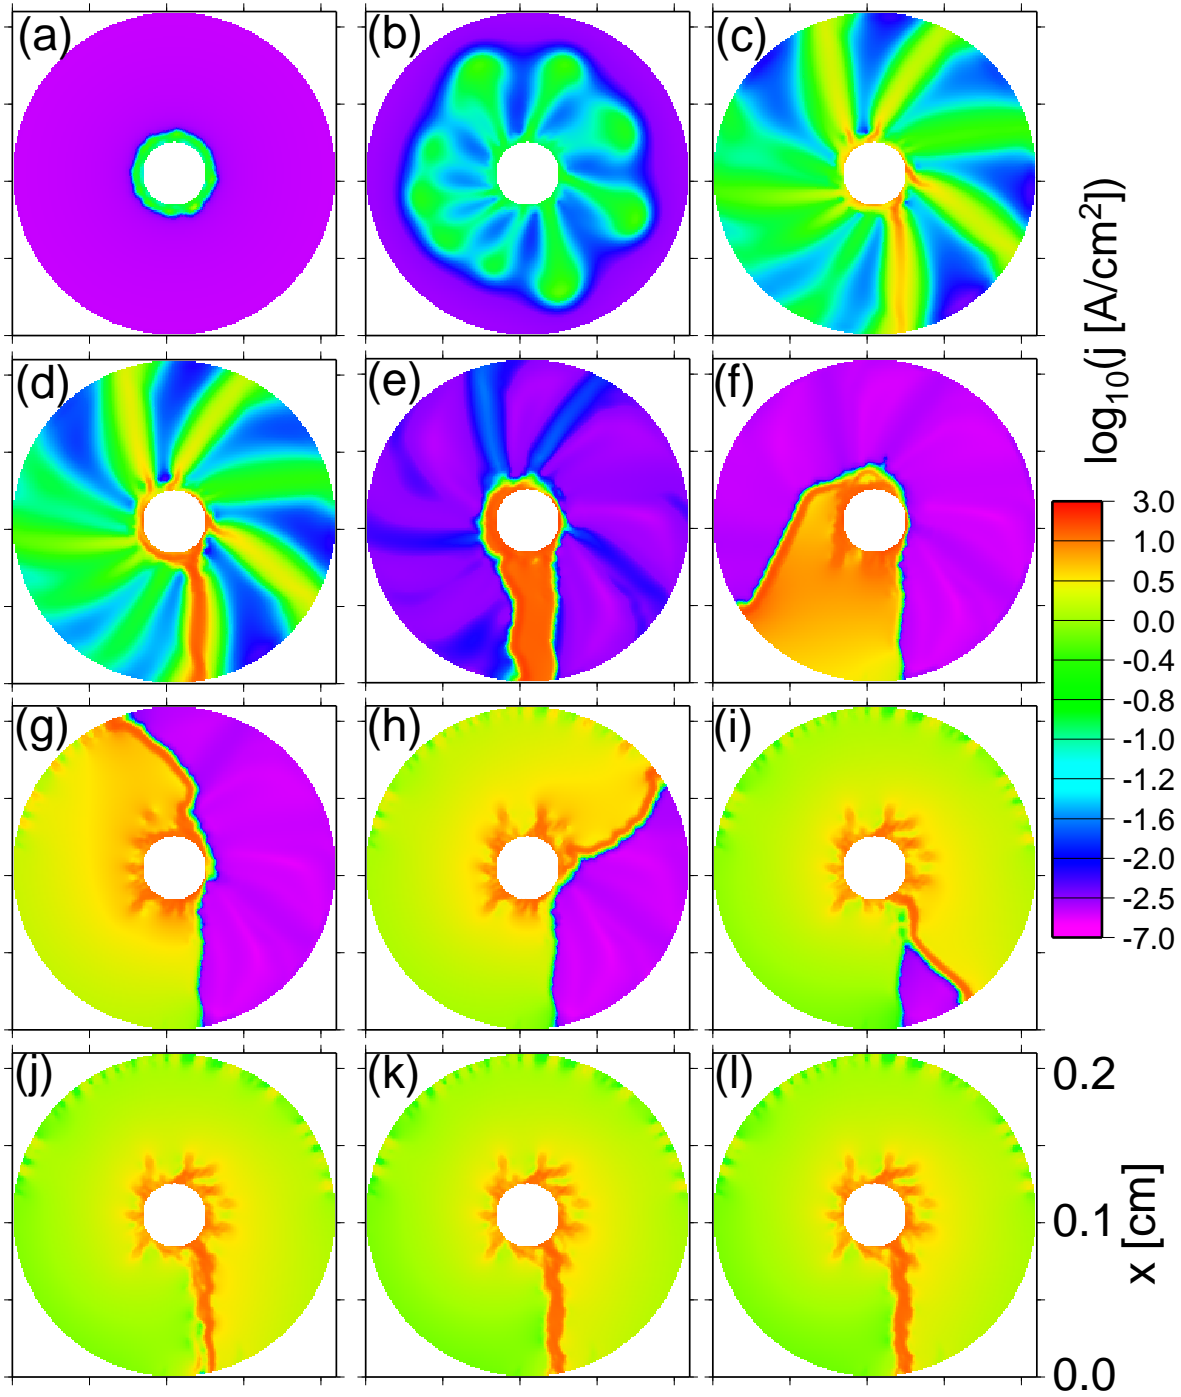 (a)
(b)
(c)
(d)
(e)
(f)
(g)
(h)
(i)
(j)
(k)
(l)
log₁₀(j [A/cm²])
3.0
1.0
0.5
0.0
-0.4
-0.8
-1.0
-1.2
-1.6
-2.0
-2.5
-7.0
0.2
0.1
0.0
x [cm]